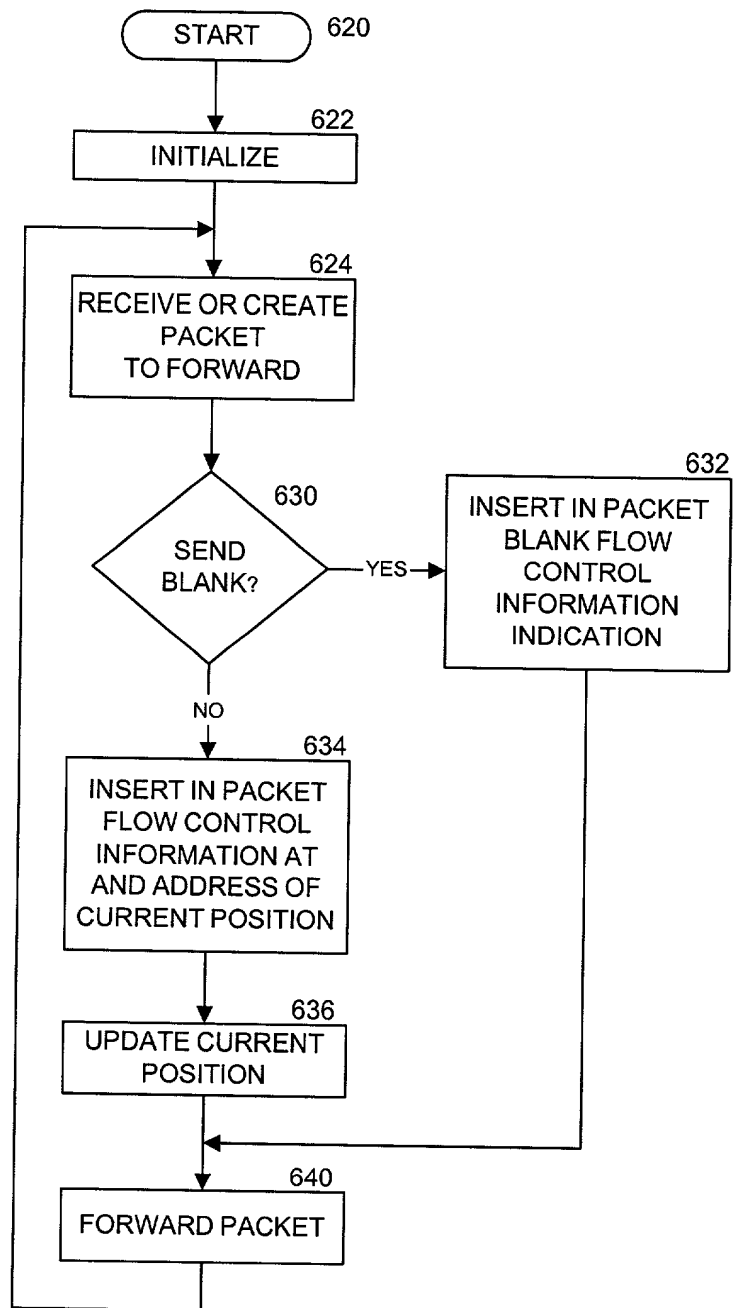 START
620
622
INITIALIZE
624
RECEIVE OR CREATE
PACKET
TO FORWARD
630
SEND
BLANK?
YES
632
INSERT IN PACKET
BLANK FLOW
CONTROL
INFORMATION
INDICATION
NO
634
INSERT IN PACKET
FLOW CONTROL
INFORMATION AT
AND ADDRESS OF
CURRENT POSITION
636
UPDATE CURRENT
POSITION
640
FORWARD PACKET